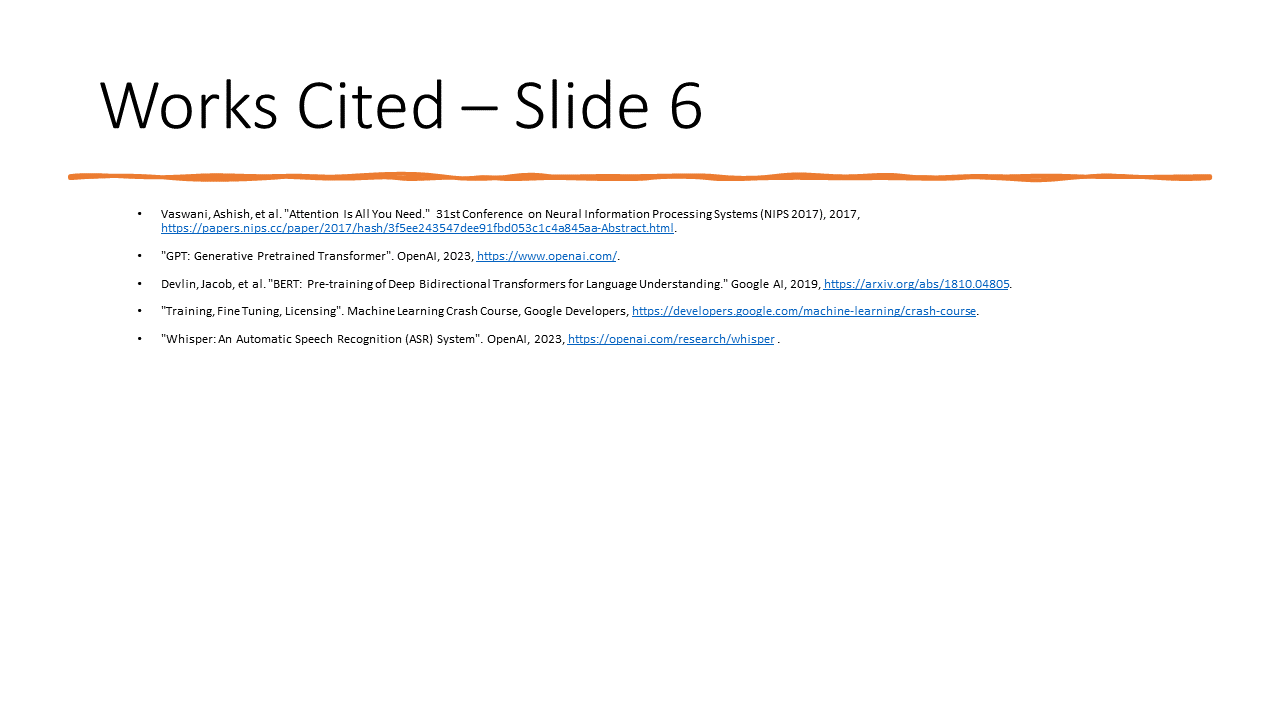 Works Cited – Slide 6
• Vaswani, Ashish, et al. "Attention Is All You Need." 31st Conference on Neural Information Processing Systems (NIPS 2017), 2017,
https://papers.nips.cc/paper/2017/hash/3f5ee243547dee91fbd053c1c4a845aa-Abstract.html.
• "GPT: Generative Pretrained Transformer". OpenAI, 2023, https://www.openai.com/.
• Devlin, Jacob, et al. "BERT: Pre-training of Deep Bidirectional Transformers for Language Understanding." Google AI, 2019, https://arxiv.org/abs/1810.04805.
• "Training, Fine Tuning, Licensing". Machine Learning Crash Course, Google Developers, https://developers.google.com/machine-learning/crash-course.
• "Whisper: An Automatic Speech Recognition (ASR) System". OpenAI, 2023, https://openai.com/research/whisper .